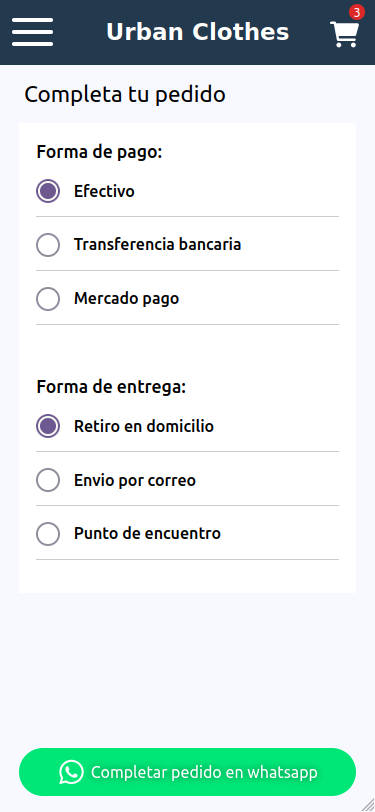 Urban Clothes
3
Completa tu pedido
Forma de pago:
Efectivo
Transferencia bancaria
Mercado pago
Forma de entrega:
Retiro en domicilio
Envio por correo
Punto de encuentro
Completar pedido en whatsapp